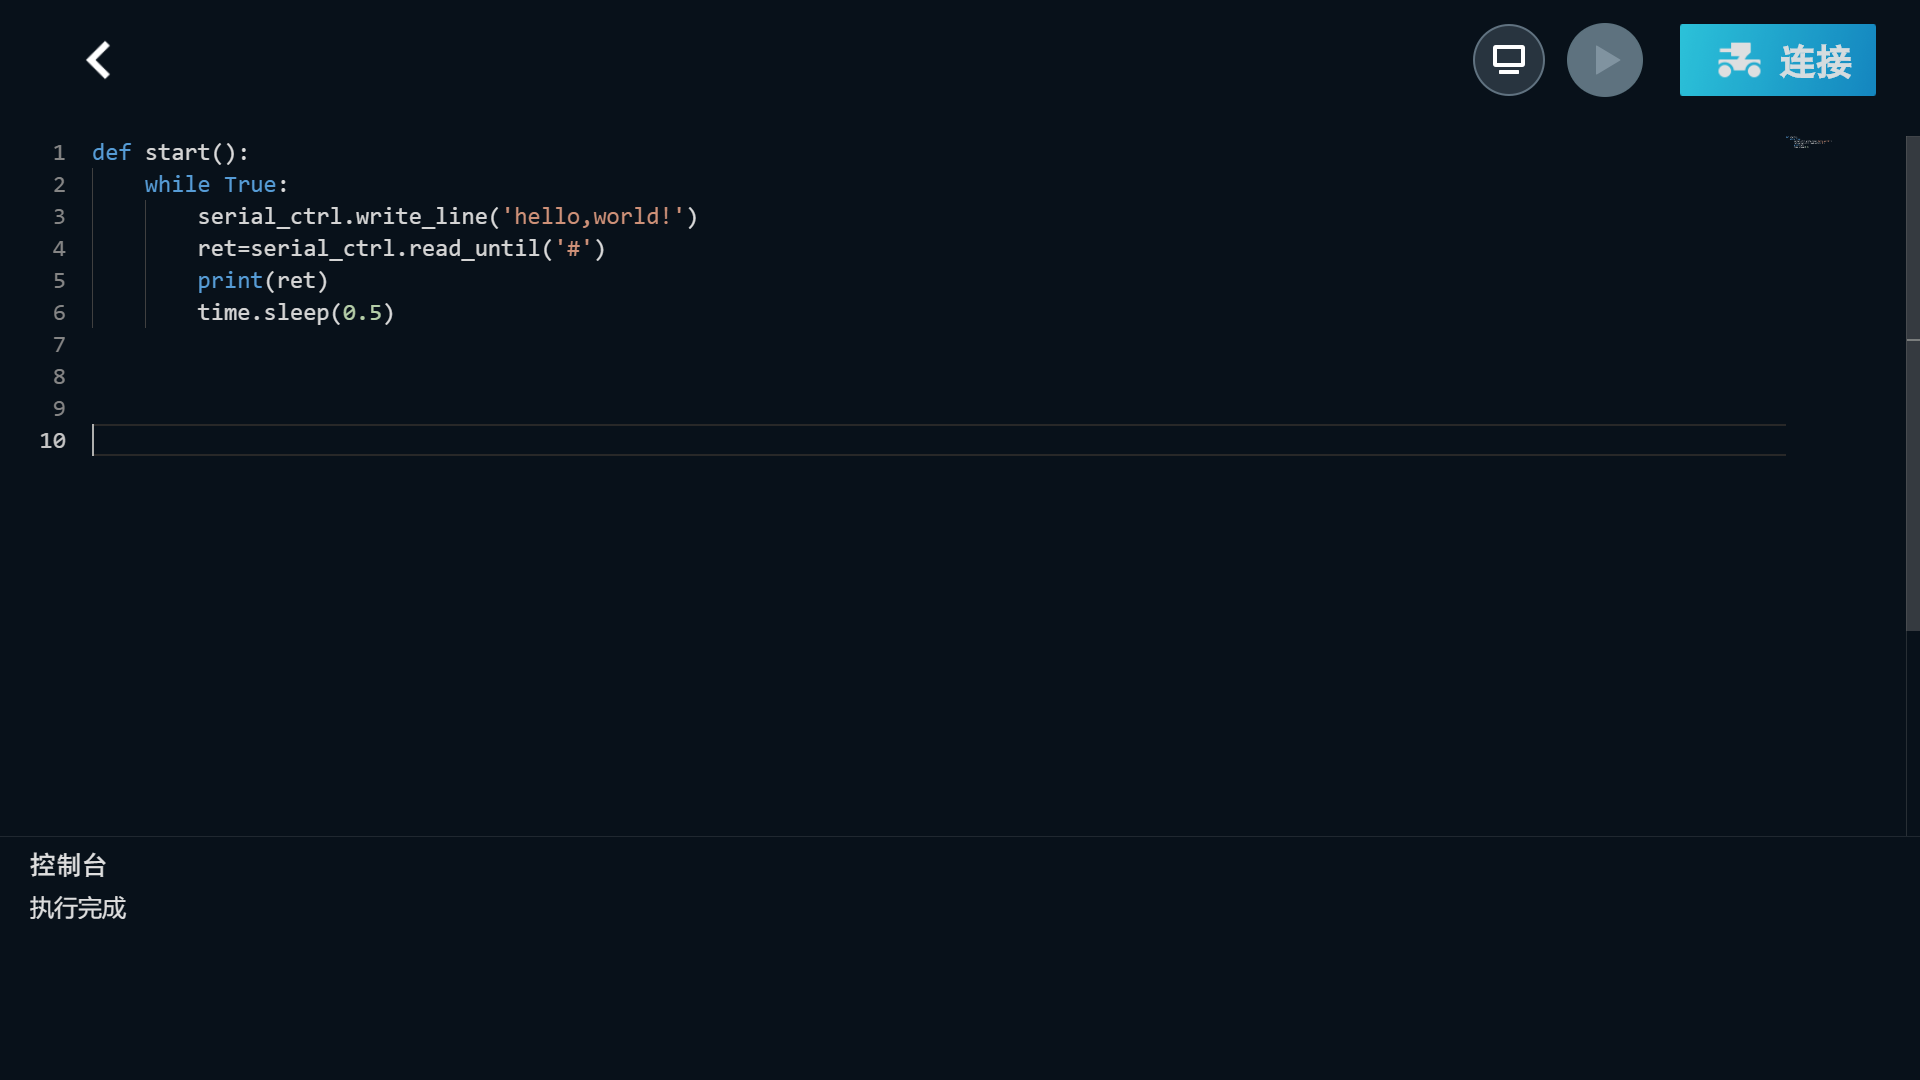 连接
1 def start():
2     while True:
3         serial_ctrl.write_line('hello,world!')
4         ret=serial_ctrl.read_until('#')
5         print(ret)
6         time.sleep(0.5)
7
8
9
10
控制台
执行完成